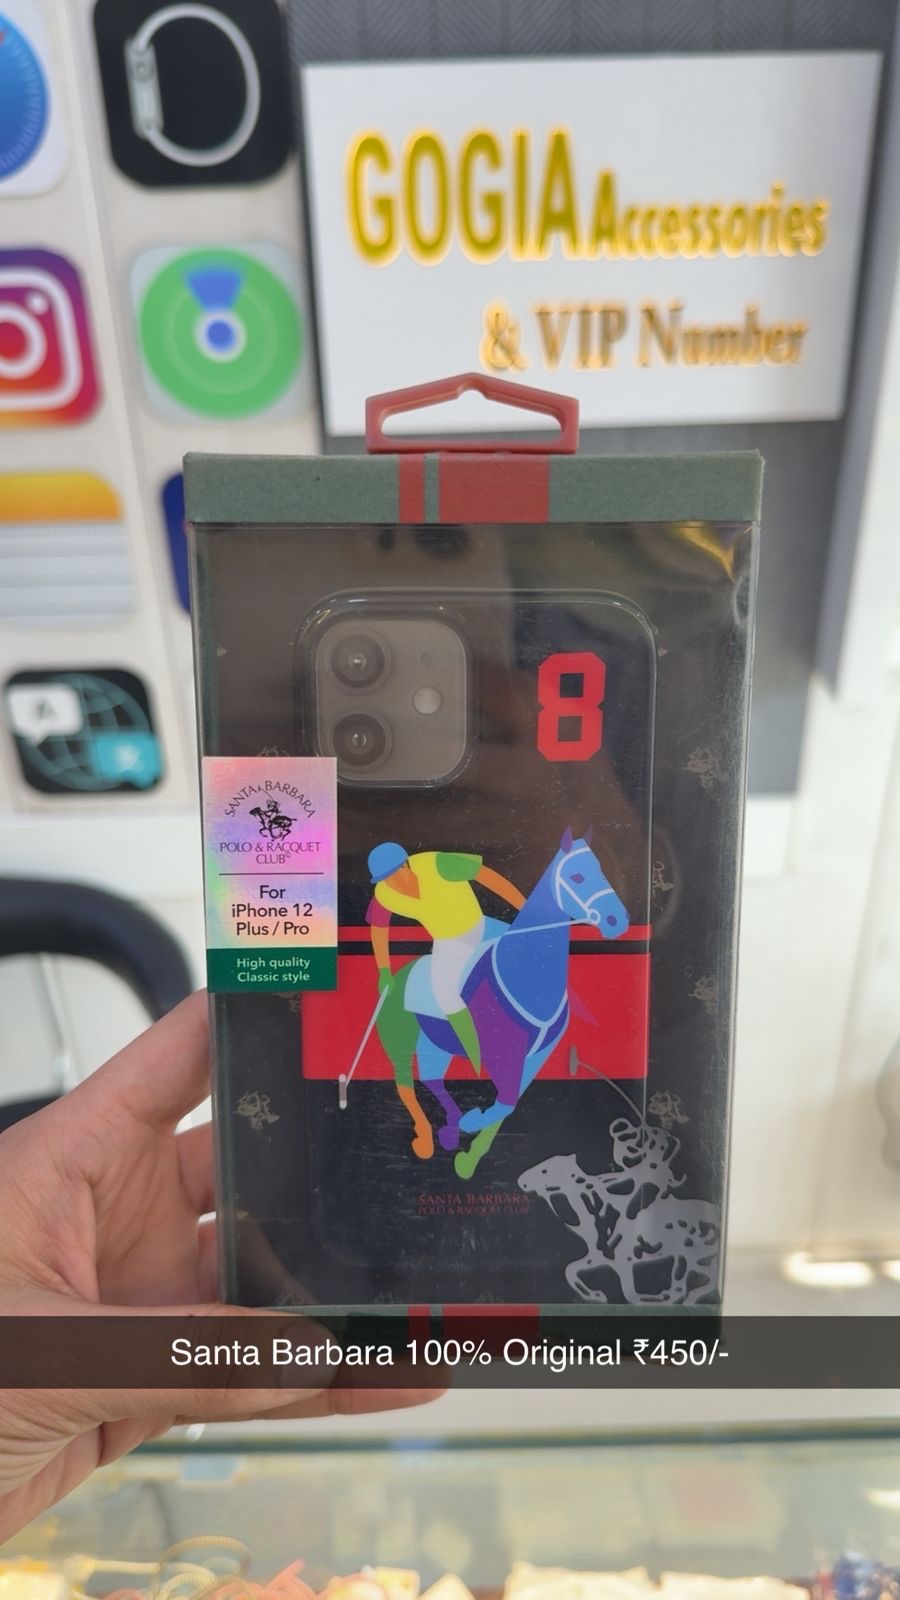 GOGIA Accessories
& VIP Number
8
SANTA BARBARA
POLO & RACQUET
CLUB©
For
iPhone 12
Plus / Pro
High quality
Classic style
SANTA BARBARA
POLO & RACQUET CLUB
Santa Barbara 100% Original ₹450/-